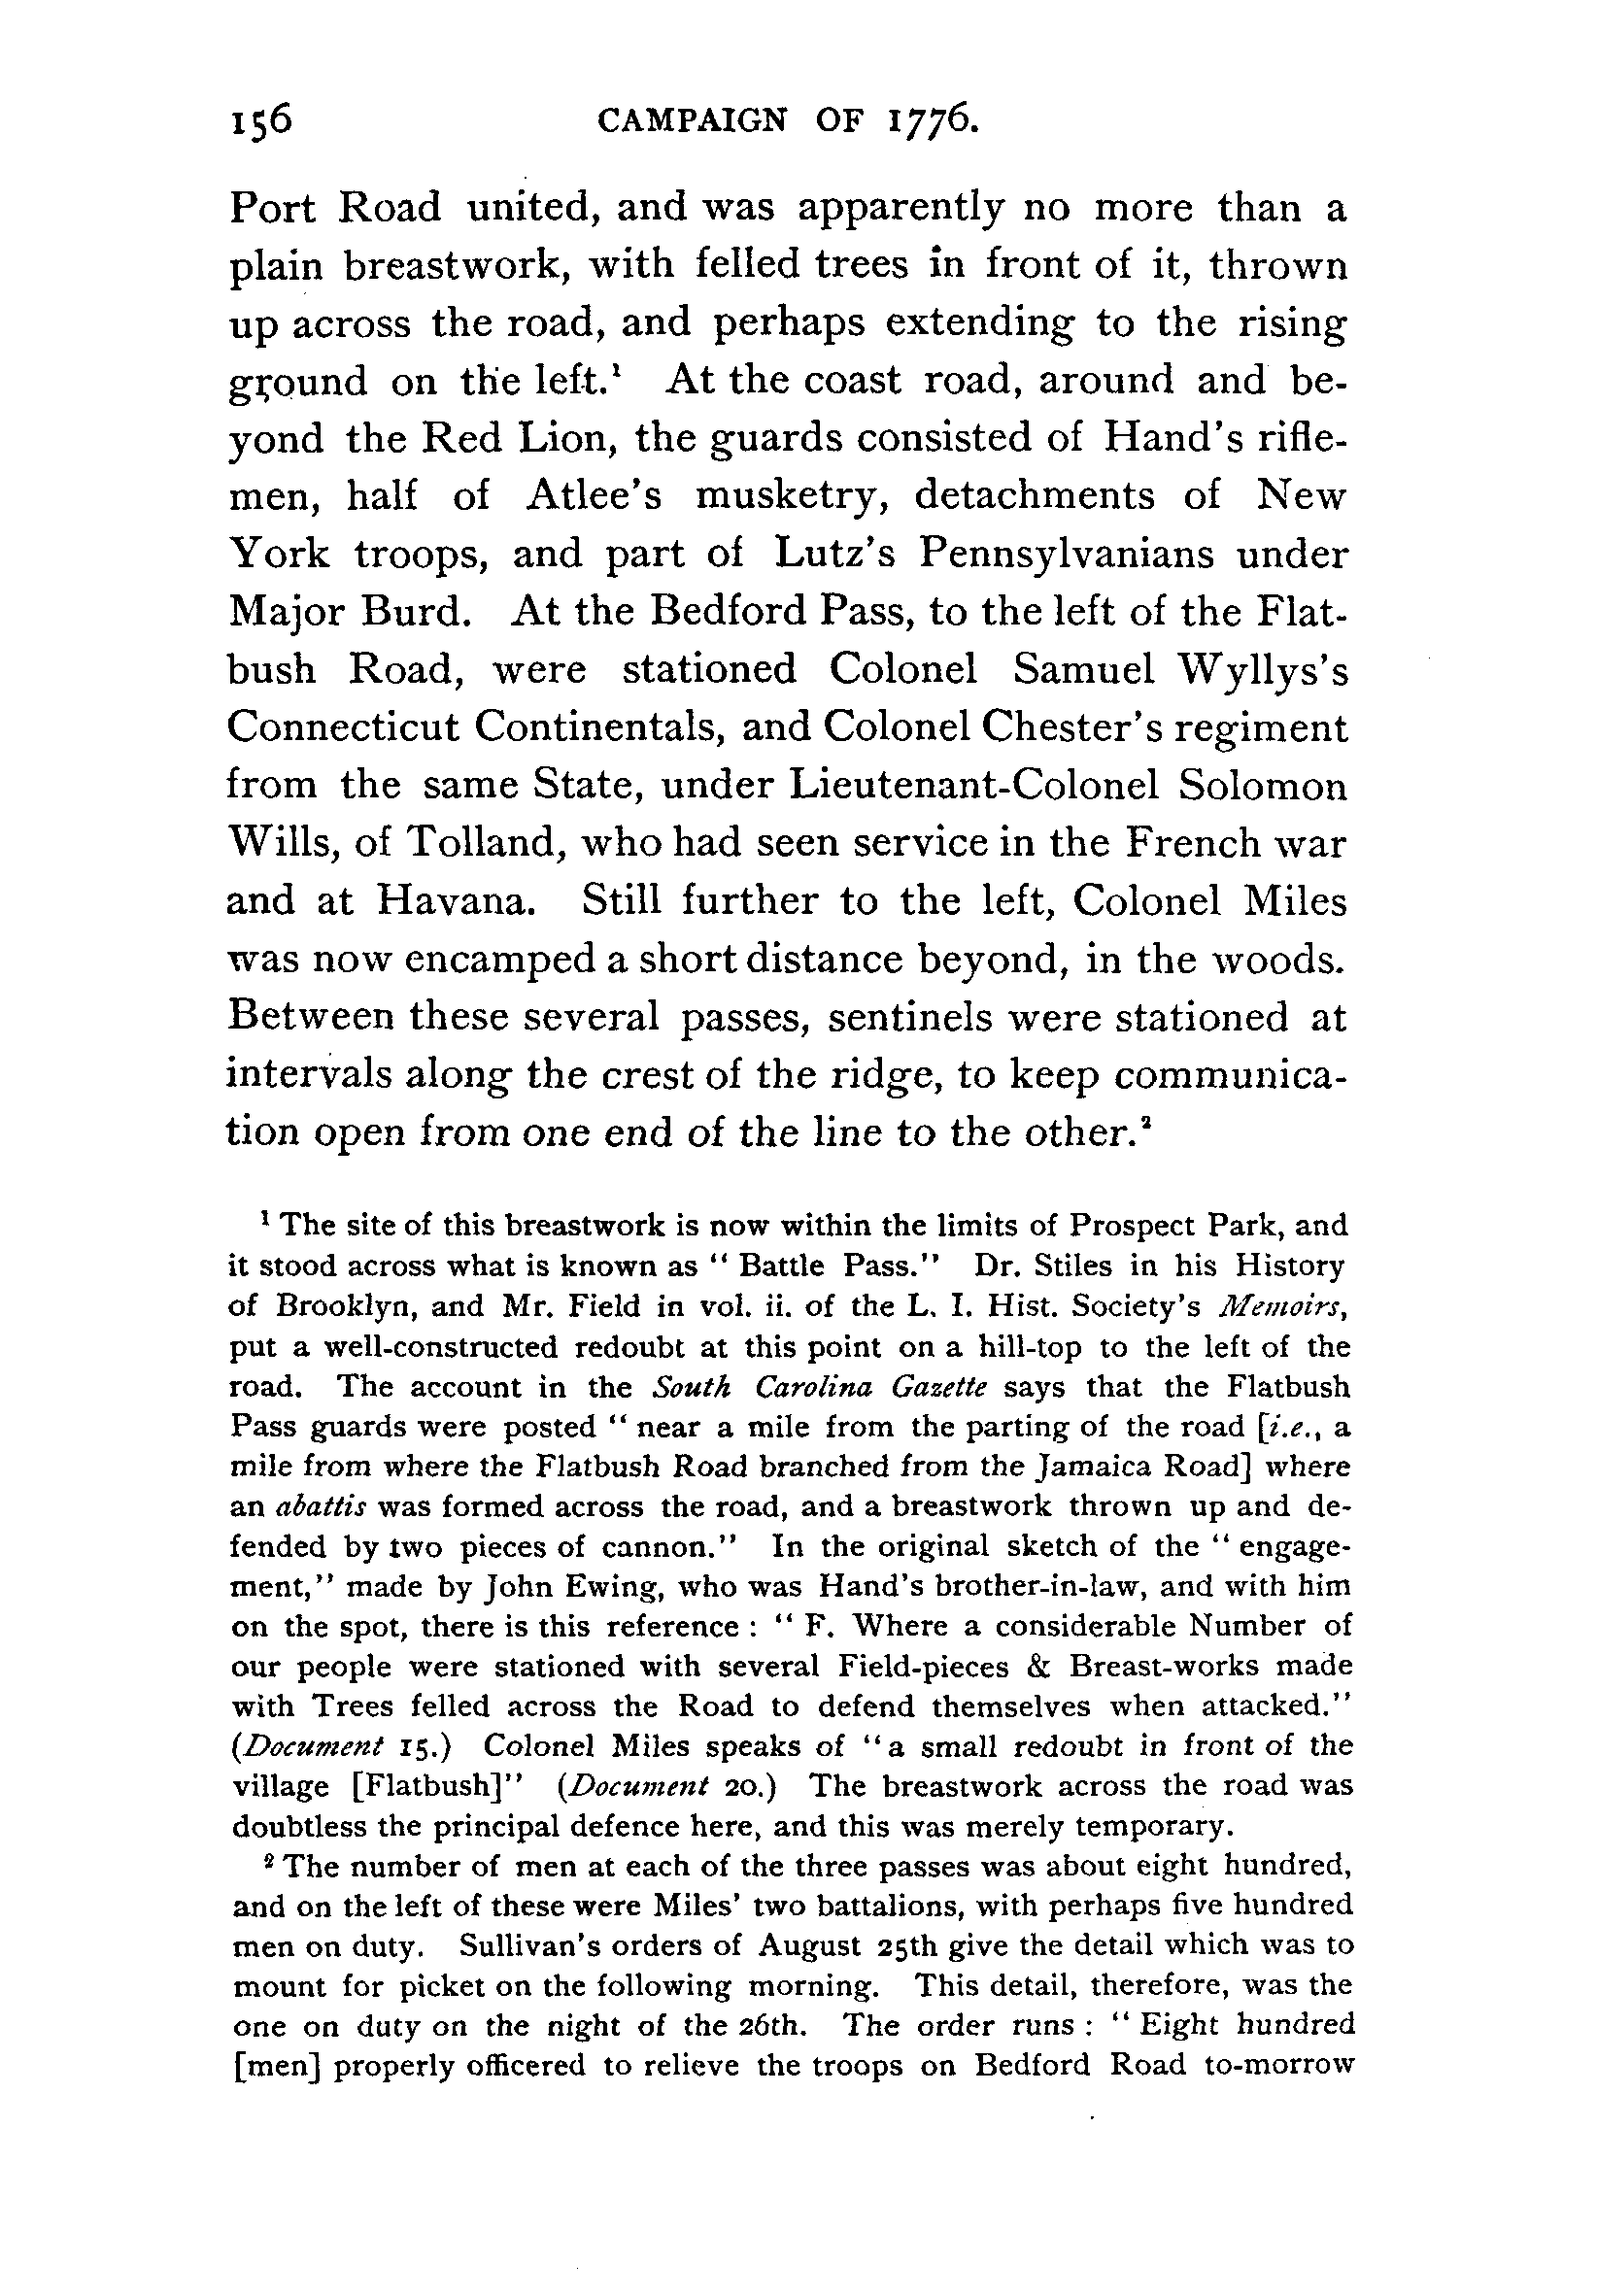 156 CAMPAIGN OF 1776.
Port Road united, and was apparently no more than a
plain breastwork, with felled trees in front of it, thrown
up across the road, and perhaps extending to the rising
ground on the left.¹ At the coast road, around and be-
yond the Red Lion, the guards consisted of Hand's rifle-
men, half of Atlee's musketry, detachments of New
York troops, and part of Lutz's Pennsylvanians under
Major Burd. At the Bedford Pass, to the left of the Flat-
bush Road, were stationed Colonel Samuel Wyllys's
Connecticut Continentals, and Colonel Chester's regiment
from the same State, under Lieutenant-Colonel Solomon
Wills, of Tolland, who had seen service in the French war
and at Havana. Still further to the left, Colonel Miles
was now encamped a short distance beyond, in the woods.
Between these several passes, sentinels were stationed at
intervals along the crest of the ridge, to keep communica-
tion open from one end of the line to the other.²
¹ The site of this breastwork is now within the limits of Prospect Park, and
it stood across what is known as " Battle Pass." Dr. Stiles in his History
of Brooklyn, and Mr. Field in vol. ii. of the L. I. Hist. Society's Memoirs,
put a well-constructed redoubt at this point on a hill-top to the left of the
road. The account in the South Carolina Gazette says that the Flatbush
Pass guards were posted " near a mile from the parting of the road [i.e., a
mile from where the Flatbush Road branched from the Jamaica Road] where
an abattis was formed across the road, and a breastwork thrown up and de-
fended by two pieces of cannon." In the original sketch of the " engage-
ment," made by John Ewing, who was Hand's brother-in-law, and with him
on the spot, there is this reference : " F. Where a considerable Number of
our people were stationed with several Field-pieces & Breast-works made
with Trees felled across the Road to defend themselves when attacked."
(Document 15.) Colonel Miles speaks of "a small redoubt in front of the
village [Flatbush]" (Document 20.) The breastwork across the road was
doubtless the principal defence here, and this was merely temporary.
² The number of men at each of the three passes was about eight hundred,
and on the left of these were Miles' two battalions, with perhaps five hundred
men on duty. Sullivan's orders of August 25th give the detail which was to
mount for picket on the following morning. This detail, therefore, was the
one on duty on the night of the 26th. The order runs : " Eight hundred
[men] properly officered to relieve the troops on Bedford Road to-morrow